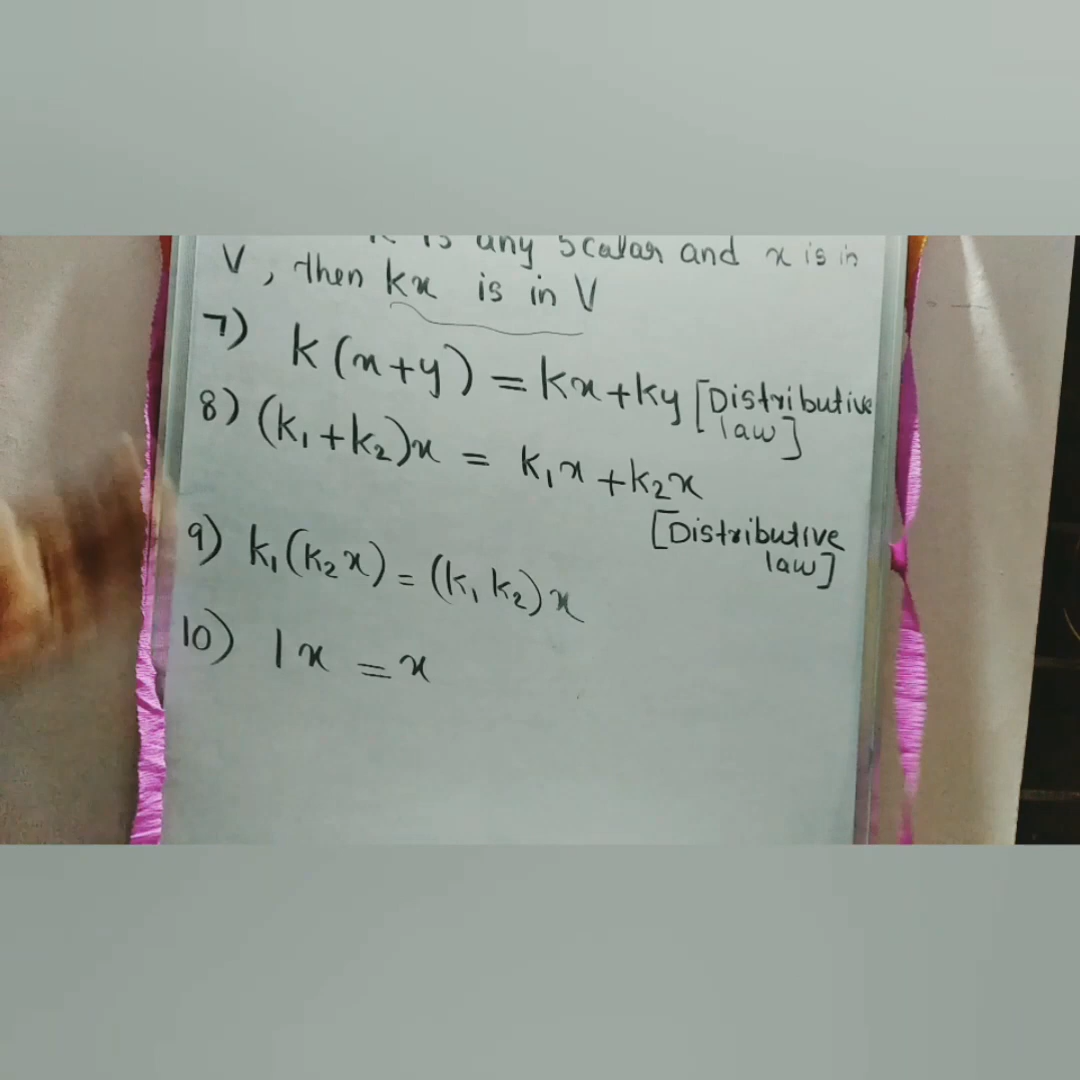 is any scalar and x is in
V, then kx is in V
7) k(x+y) = kx+ky [Distributive
law]
8) (k₁+k₂)x = k₁x+k₂x
[Distributive
law]
9) k₁(k₂x) = (k₁k₂)x
10) 1x = x